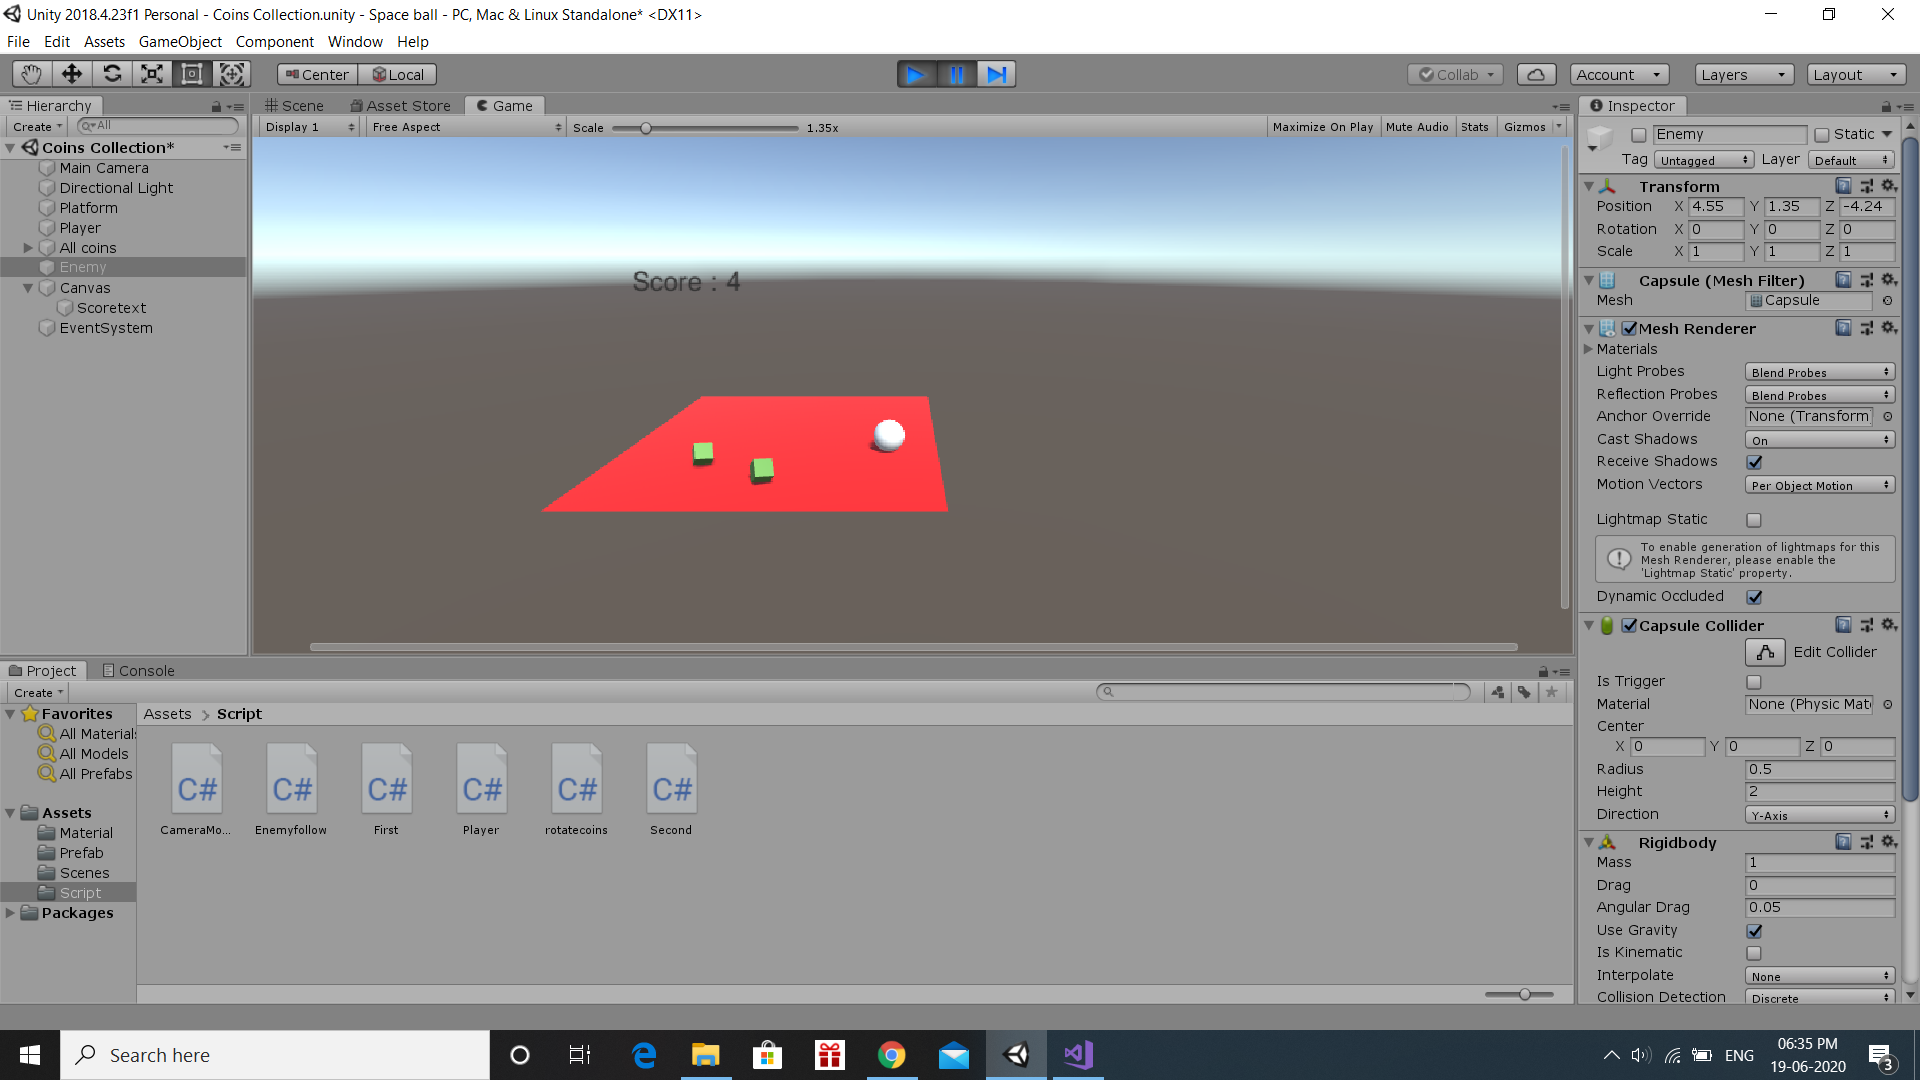 Unity 2018.4.23f1 Personal - Coins Collection.unity - Space ball - PC, Mac & Linux Standalone* <DX11>
File Edit Assets GameObject Component Window Help
Center Local Collab Account Layers Layout
Hierarchy
Create All
Coins Collection*
Main Camera
Directional Light
Platform
Player
All coins
Enemy
Canvas
Scoretext
EventSystem
Scene Asset Store Game
Display 1 Free Aspect Scale 1.35x Maximize On Play Mute Audio Stats Gizmos
Score : 4
Inspector
Enemy Static
Tag Untagged Layer Default
Transform
Position X 4.55 Y 1.35 Z -4.24
Rotation X 0 Y 0 Z 0
Scale X 1 Y 1 Z 1
Capsule (Mesh Filter)
Mesh Capsule
Mesh Renderer
Materials
Light Probes Blend Probes
Reflection Probes Blend Probes
Anchor Override None (Transform
Cast Shadows On
Receive Shadows
Motion Vectors Per Object Motion
Lightmap Static
To enable generation of lightmaps for this
Mesh Renderer, please enable the
'Lightmap Static' property.
Dynamic Occluded
Capsule Collider
Edit Collider
Is Trigger
Material None (Physic Mat
Center
X 0 Y 0 Z 0
Radius 0.5
Height 2
Direction Y-Axis
Rigidbody
Mass 1
Drag 0
Angular Drag 0.05
Use Gravity
Is Kinematic
Interpolate None
Collision Detection Discrete
Project Console
Create
Favorites
All Materials
All Models
All Prefabs
Assets
Material
Prefab
Scenes
Script
Packages
Assets Script
C# C# C# C# C# C#
CameraMo... Enemyfollow First Player rotatecoins Second
Search here
ENG
06:35 PM
19-06-2020
3